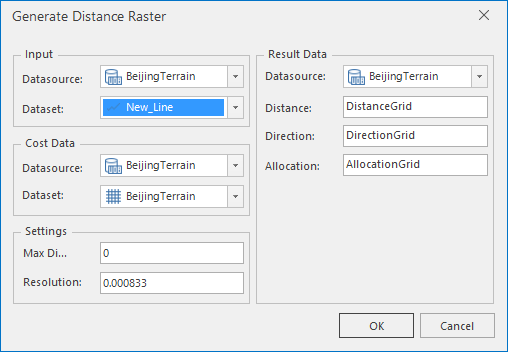 Generate Distance Raster
Input
Datasource: BeijingTerrain
Dataset: New_Line
Cost Data
Datasource: BeijingTerrain
Dataset: BeijingTerrain
Settings
Max Di... 0
Resolution: 0.000833
Result Data
Datasource: BeijingTerrain
Distance: DistanceGrid
Direction: DirectionGrid
Allocation: AllocationGrid
OK Cancel